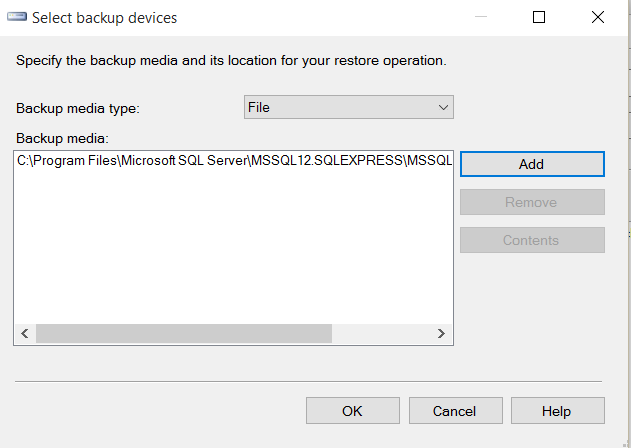 Select backup devices
Specify the backup media and its location for your restore operation.
Backup media type:
File
Backup media:
C:\Program Files\Microsoft SQL Server\MSSQL12.SQLEXPRESS\MSSQL
Add
Remove
Contents
OK
Cancel
Help